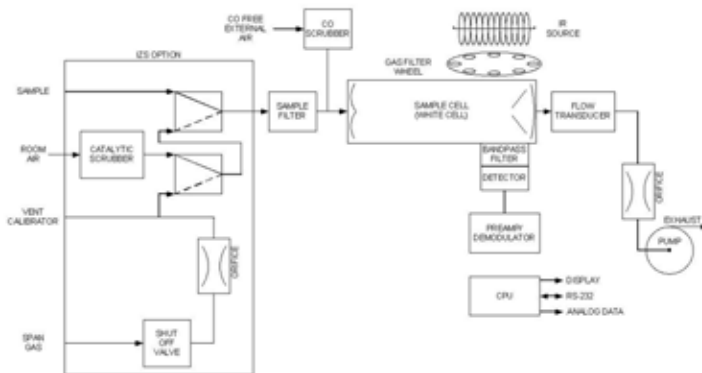 CO FREE
EXTERNAL
AIR
CO
SCRUBBER
IR
SOURCE
GAS FILTER
WHEEL
IZS OPTION
SAMPLE
SAMPLE
FILTER
SAMPLE CELL
(WHITE CELL)
FLOW
TRANSDUCER
ROOM
AIR
CATALYTIC
SCRUBBER
BANDPASS
FILTER
DETECTOR
ORIFICE
VENT
CALIBRATOR
EXHAUST
PUMP
PREAMP/
DEMODULATOR
ORIFICE
CPU
DISPLAY
RS-232
ANALOG DATA
SPAN
GAS
SHUT
OFF
VALVE